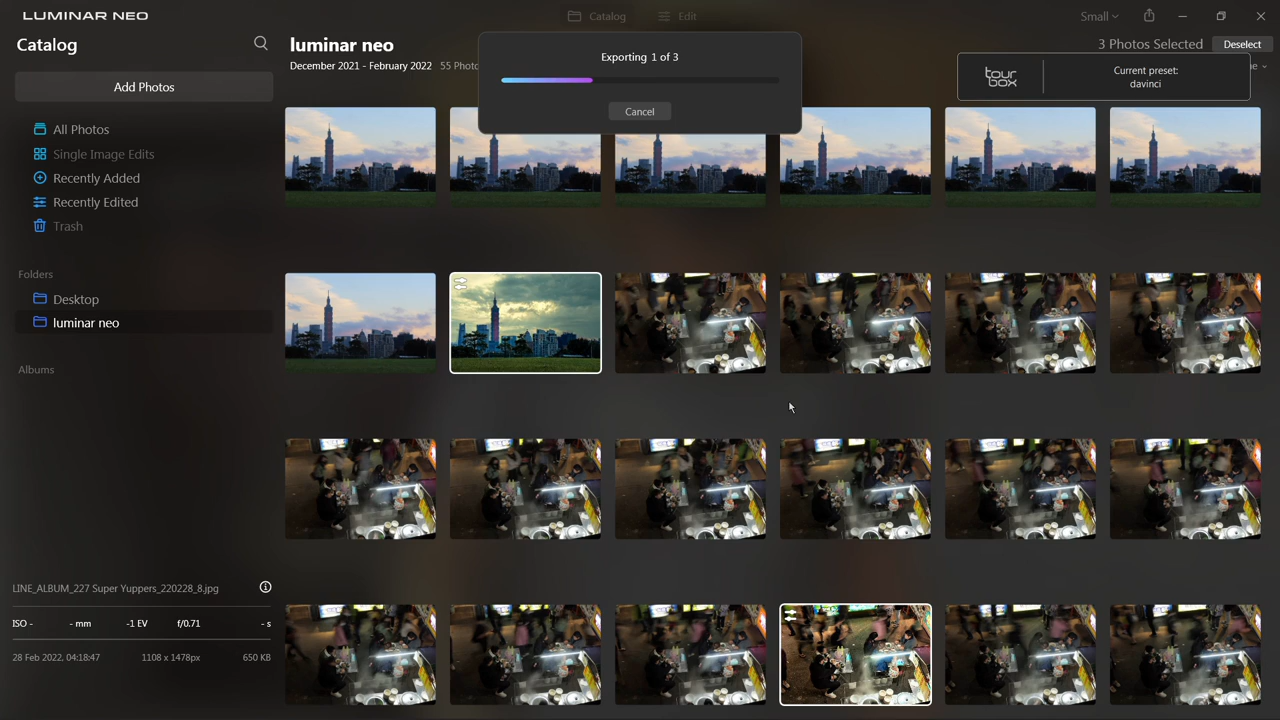 LUMINAR NEO
Catalog
Edit
Small
Catalog
luminar neo
3 Photos Selected
Deselect
December 2021 - February 2022
55 Photo
Exporting 1 of 3
Cancel
tour box
Current preset:
davinci
Add Photos
All Photos
Single Image Edits
Recently Added
Recently Edited
Trash
Folders
Desktop
luminar neo
Albums
LINE_ALBUM_227 Super Yuppers_220228_8.jpg
ISO -
- mm
-1 EV
f/0.71
- s
28 Feb 2022, 04:18:47
1108 x 1478px
650 KB